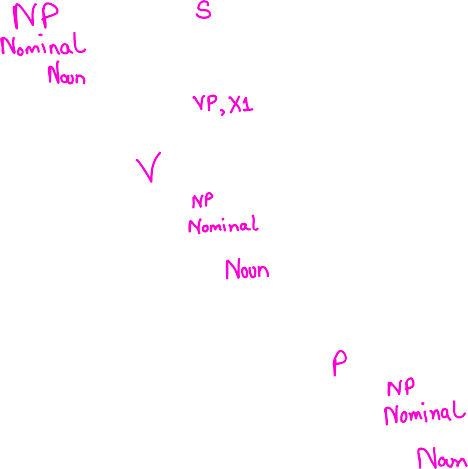 NP S
Nominal
Noun
VP, X1
V
NP
Nominal
Noun
P
NP
Nominal
Noun